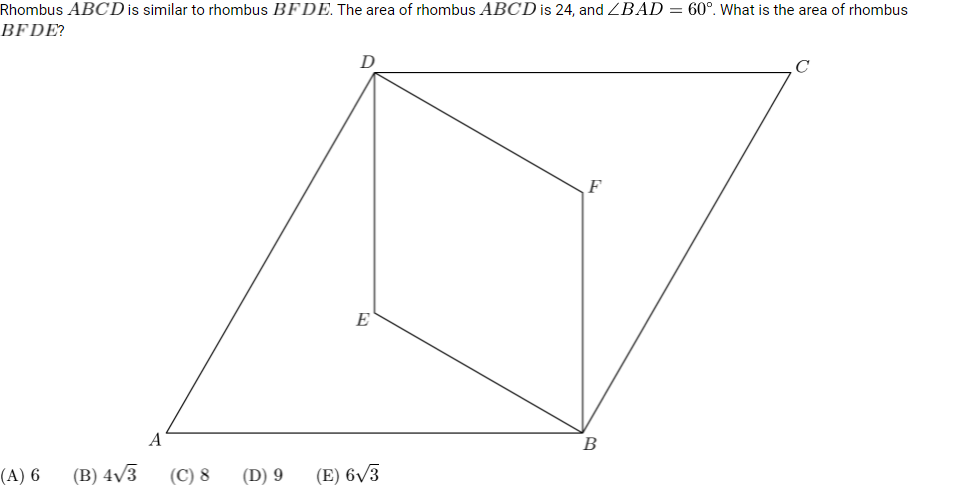 Rhombus ABCD is similar to rhombus BFDE. The area of rhombus ABCD is 24, and ∠BAD = 60°. What is the area of rhombus
BFDE?
D
C
F
E
A
B
(A) 6 (B) 4√3 (C) 8 (D) 9 (E) 6√3